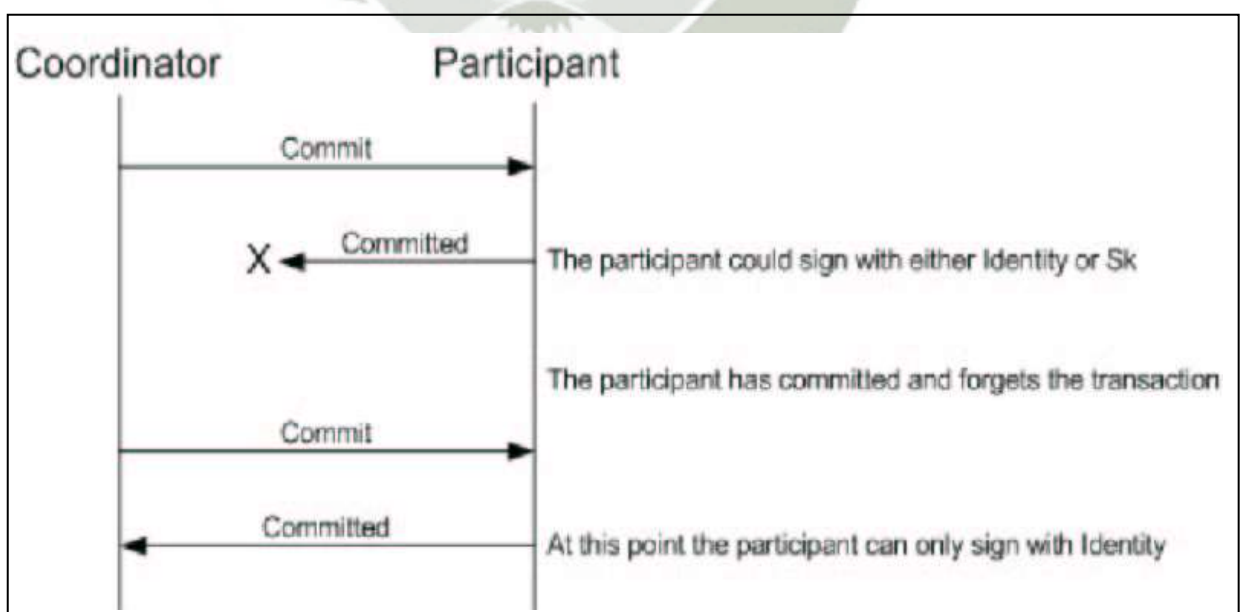 Coordinator Participant
Commit
X Committed The participant could sign with either Identity or Sk
The participant has committed and forgets the transaction
Commit
Committed At this point the participant can only sign with Identity